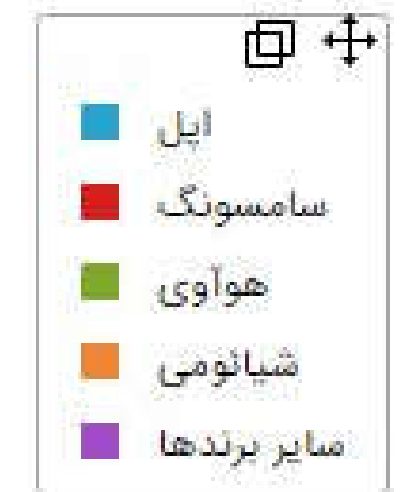 اپل
سامسونگ
هوآوی
شیائومی
سایر برندها